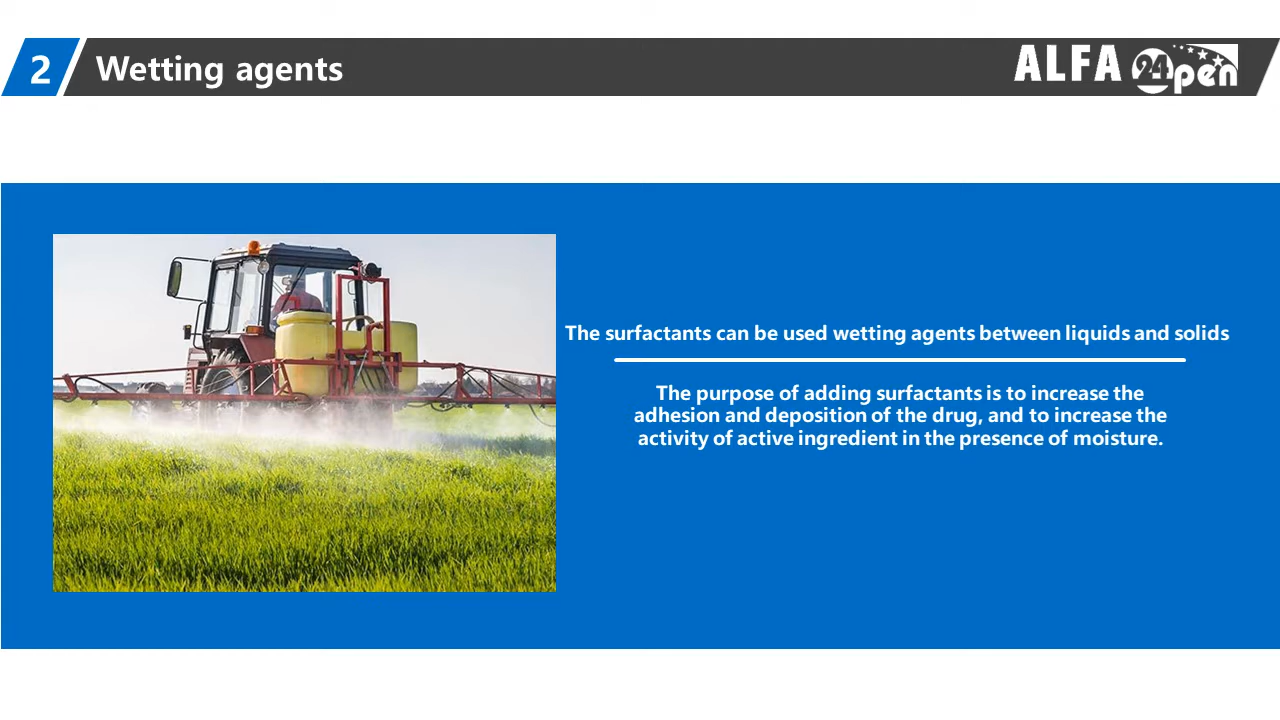 2
Wetting agents
ALFA 24 Open
The surfactants can be used wetting agents between liquids and solids
The purpose of adding surfactants is to increase the
adhesion and deposition of the drug, and to increase the
activity of active ingredient in the presence of moisture.